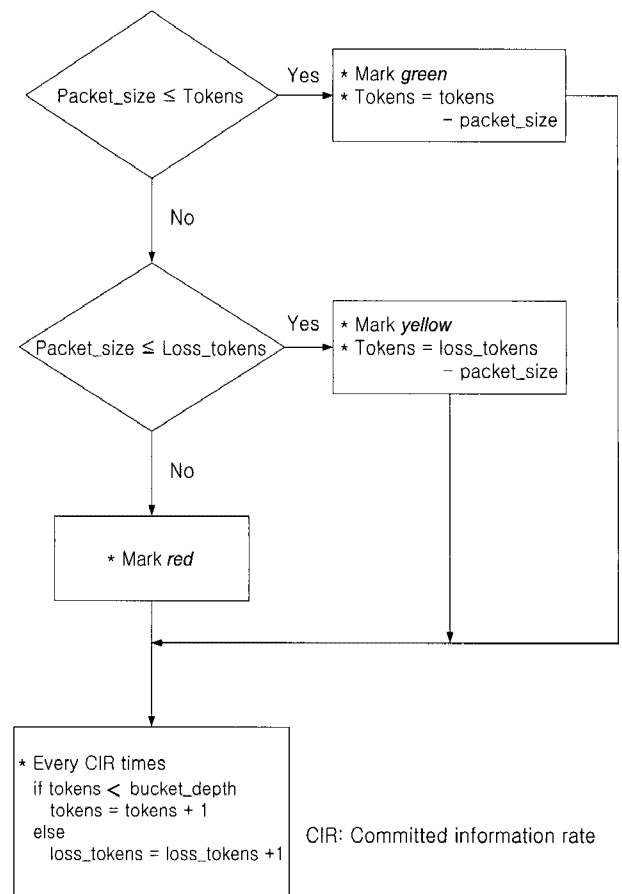 Packet_size ≤ Tokens
Yes
* Mark green
* Tokens = tokens
− packet_size
No
Packet_size ≤ Loss_tokens
Yes
* Mark yellow
* Tokens = loss_tokens
− packet_size
No
* Mark red
* Every CIR times
if tokens < bucket_depth
tokens = tokens + 1
else
loss_tokens = loss_tokens +1
CIR: Committed information rate